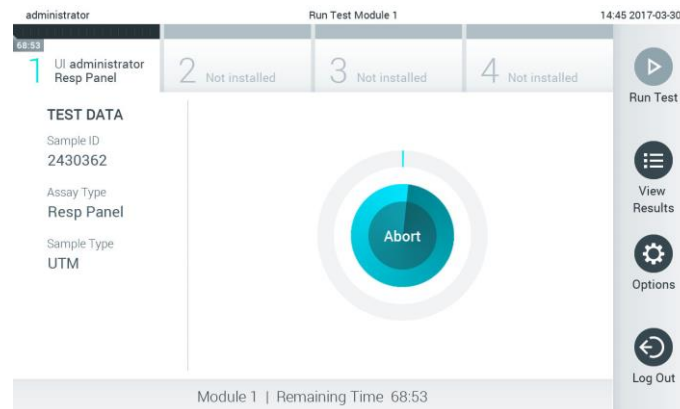 administrator
Run Test Module 1
14:45 2017-03-30
68:53
1
UI administrator
Resp Panel
2 Not installed
3 Not installed
4 Not installed
TEST DATA
Sample ID
2430362
Assay Type
Resp Panel
Sample Type
UTM
Abort
Run Test
View
Results
Options
Log Out
Module 1 | Remaining Time 68:53